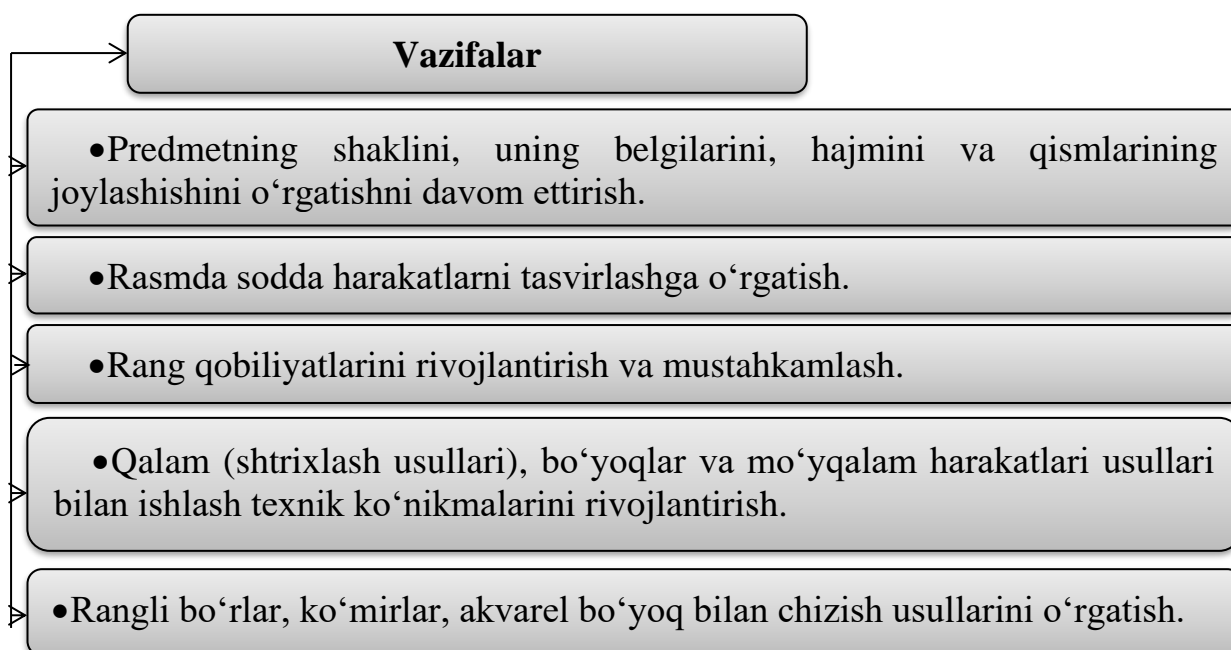 Vazifalar
•Predmetning shaklini, uning belgilarini, hajmini va qismlarining
joylashishini o‘rgatishni davom ettirish.
•Rasmda sodda harakatlarni tasvirlashga o‘rgatish.
•Rang qobiliyatlarini rivojlantirish va mustahkamlash.
•Qalam (shtrixlash usullari), bo‘yoqlar va mo‘yqalam harakatlari usullari
bilan ishlash texnik ko‘nikmalarini rivojlantirish.
•Rangli bo‘rlar, ko‘mirlar, akvarel bo‘yoq bilan chizish usullarini o‘rgatish.